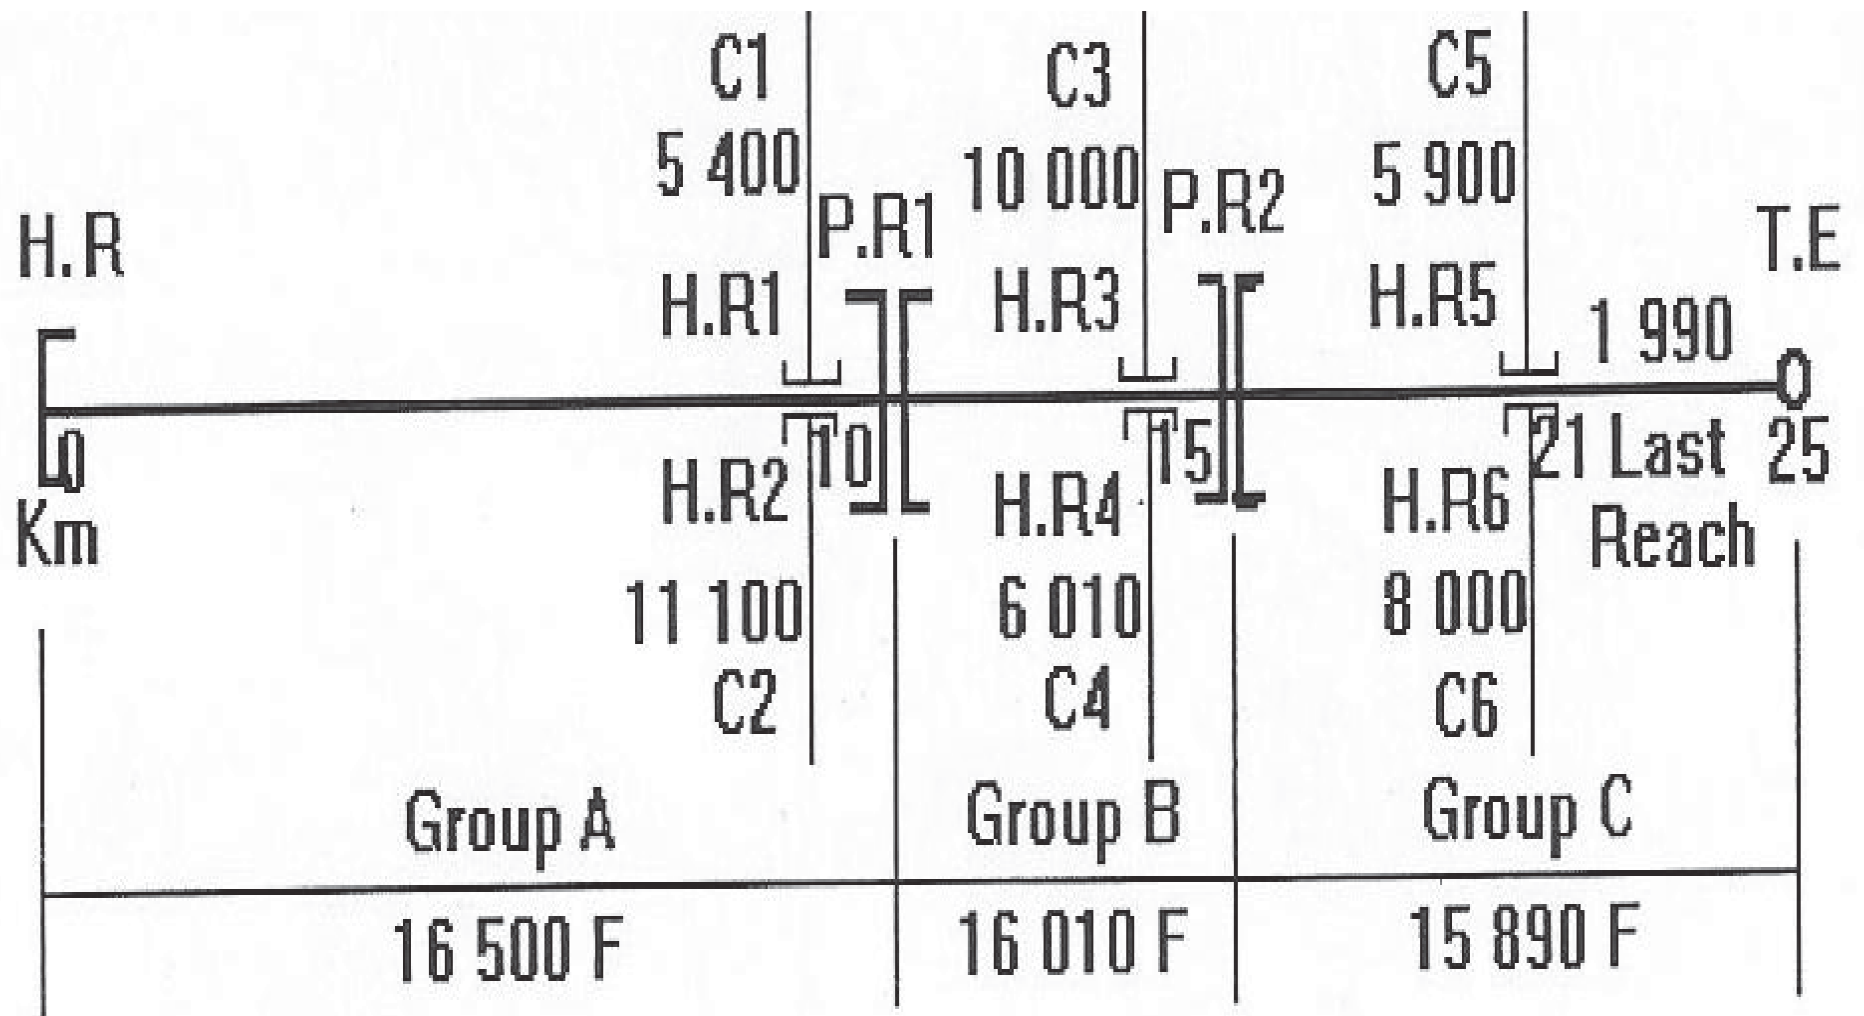 C1
5 400
C3
10 000
C5
5 900
H.R
P.R1
P.R2
T.E
H.R1
H.R3
H.R5
1 990
0
Km
10
15
21 Last Reach
25
H.R2
H.R4
H.R6
11 100
6 010
8 000
C2
C4
C6
Group A
Group B
Group C
16 500 F
16 010 F
15 890 F